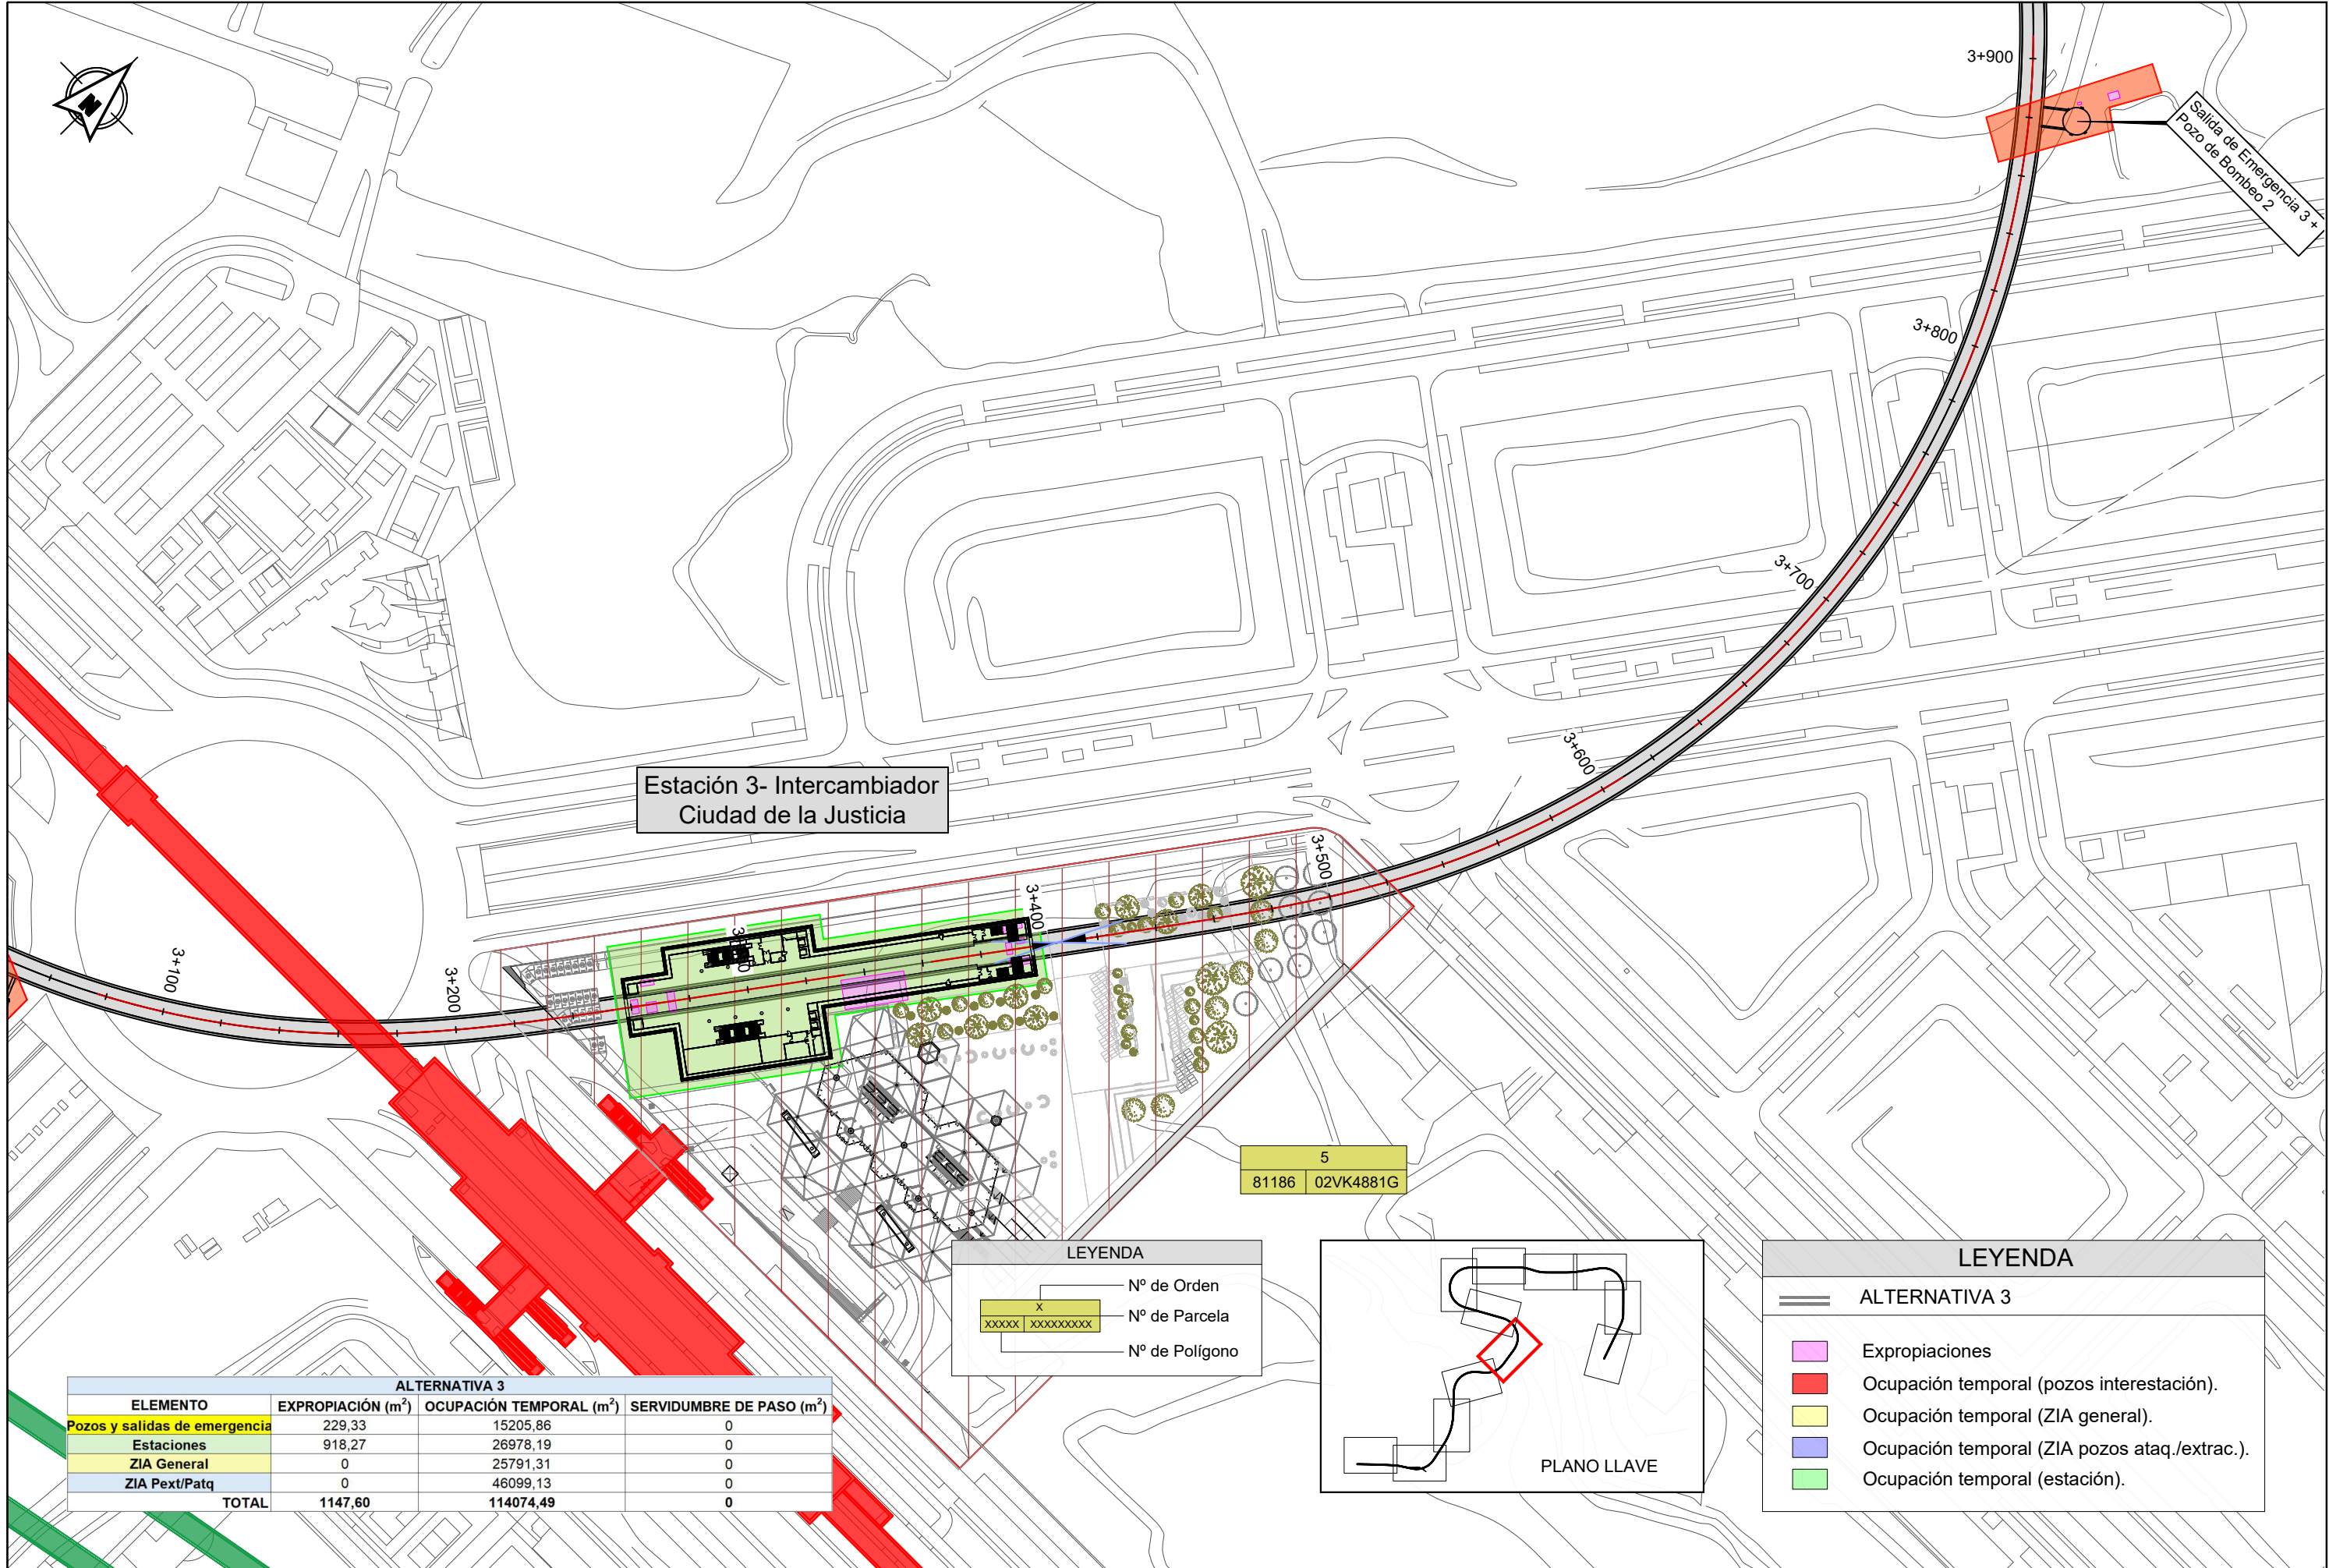 N
3+900
Salida de Emergencia 3 +
Pozo de Bombeo 2
3+800
3+700
3+600
Estación 3- Intercambiador
Ciudad de la Justicia
3+500
3+400
3+100
3+200
5
81186 02VK4881G
LEYENDA
Nº de Orden
X
Nº de Parcela
XXXXX XXXXXXXXX
Nº de Polígono
PLANO LLAVE
LEYENDA
ALTERNATIVA 3
Expropiaciones
Ocupación temporal (pozos interestación).
Ocupación temporal (ZIA general).
Ocupación temporal (ZIA pozos ataq./extrac.).
Ocupación temporal (estación).
ALTERNATIVA 3
ELEMENTO EXPROPIACIÓN (m²) OCUPACIÓN TEMPORAL (m²) SERVIDUMBRE DE PASO (m²)
Pozos y salidas de emergencia 229,33 15205,86 0
Estaciones 918,27 26978,19 0
ZIA General 0 25791,31 0
ZIA Pext/Patq 0 46099,13 0
TOTAL 1147,60 114074,49 0